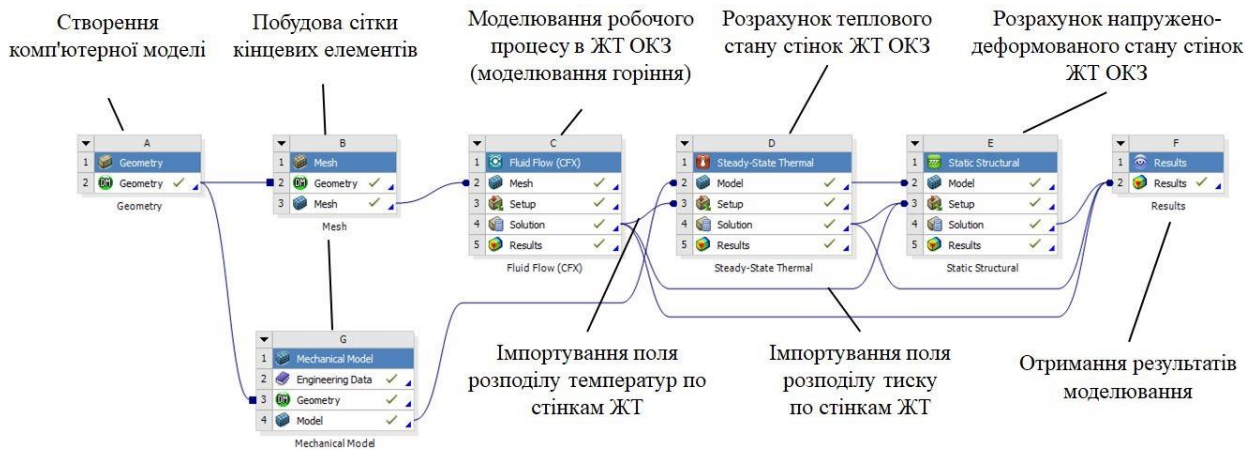 Створення
комп'ютерної моделі
Побудова сітки
кінцевих елементів
Моделювання робочого
процесу в ЖТ ОКЗ
(моделювання горіння)
Розрахунок теплового
стану стінок ЖТ ОКЗ
Розрахунок напружено-
деформованого стану стінок
ЖТ ОКЗ
A
1 Geometry
2 Geometry
Geometry
B
1 Mesh
2 Geometry
3 Mesh
Mesh
C
1 Fluid Flow (CFX)
2 Mesh
3 Setup
4 Solution
5 Results
Fluid Flow (CFX)
D
1 Steady-State Thermal
2 Model
3 Setup
4 Solution
5 Results
Steady-State Thermal
E
1 Static Structural
2 Model
3 Setup
4 Solution
5 Results
Static Structural
F
1 Results
2 Results
Results
G
1 Mechanical Model
2 Engineering Data
3 Geometry
4 Model
Mechanical Model
Імпортування поля
розподілу температур по
стінкам ЖТ
Імпортування поля
розподілу тиску
по стінкам ЖТ
Отримання результатів
моделювання